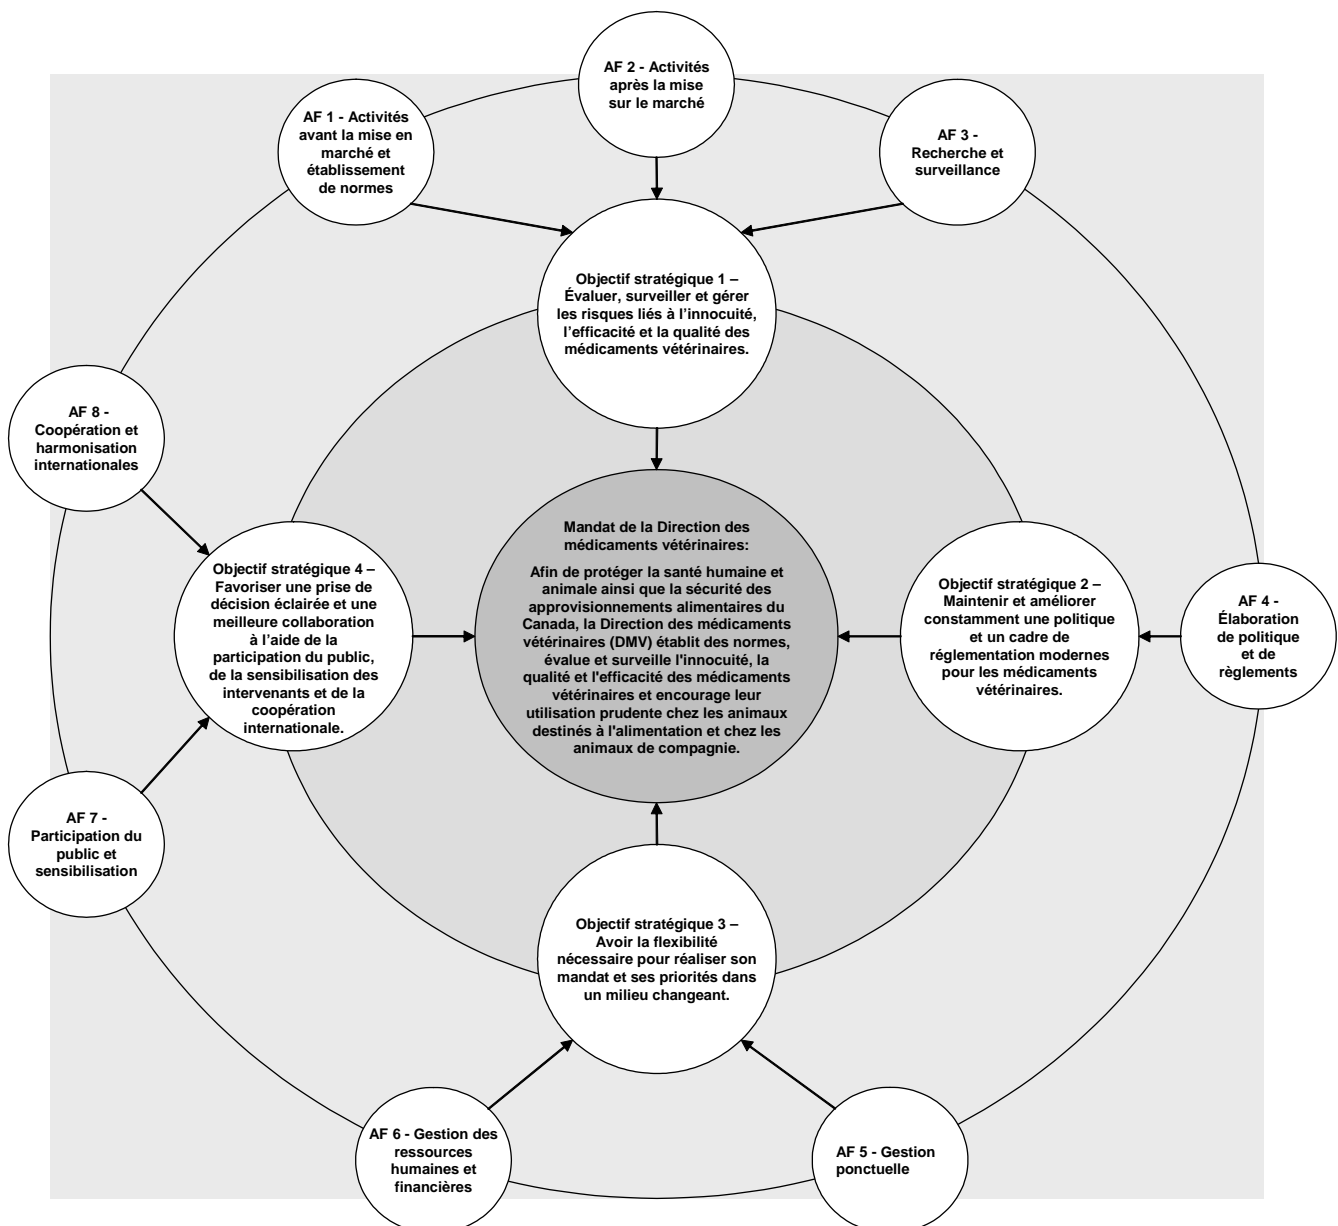 AF 2 - Activités
après la mise
sur le marché
AF 1 - Activités
avant la mise en
marché et
établissement
de normes
AF 3 -
Recherche et
surveillance
Objectif stratégique 1 –
Évaluer, surveiller et gérer
les risques liés à l’innocuité,
l’efficacité et la qualité des
médicaments vétérinaires.
AF 8 -
Coopération et
harmonisation
internationales
Mandat de la Direction des
médicaments vétérinaires:
Afin de protéger la santé humaine et
animale ainsi que la sécurité des
approvisionnements alimentaires du
Canada, la Direction des médicaments
vétérinaires (DMV) établit des normes,
évalue et surveille l'innocuité, la
qualité et l'efficacité des médicaments
vétérinaires et encourage leur
utilisation prudente chez les animaux
destinés à l'alimentation et chez les
animaux de compagnie.
Objectif stratégique 4 –
Favoriser une prise de
décision éclairée et une
meilleure collaboration
à l’aide de la
participation du public,
de la sensibilisation des
intervenants et de la
coopération
internationale.
Objectif stratégique 2 –
Maintenir et améliorer
constamment une politique
et un cadre de
réglementation modernes
pour les médicaments
vétérinaires.
AF 4 -
Élaboration
de politique
et de
règlements
AF 7 -
Participation du
public et
sensibilisation
Objectif stratégique 3 –
Avoir la flexibilité
nécessaire pour réaliser son
mandat et ses priorités dans
un milieu changeant.
AF 6 - Gestion des
ressources
humaines et
financières
AF 5 - Gestion
ponctuelle